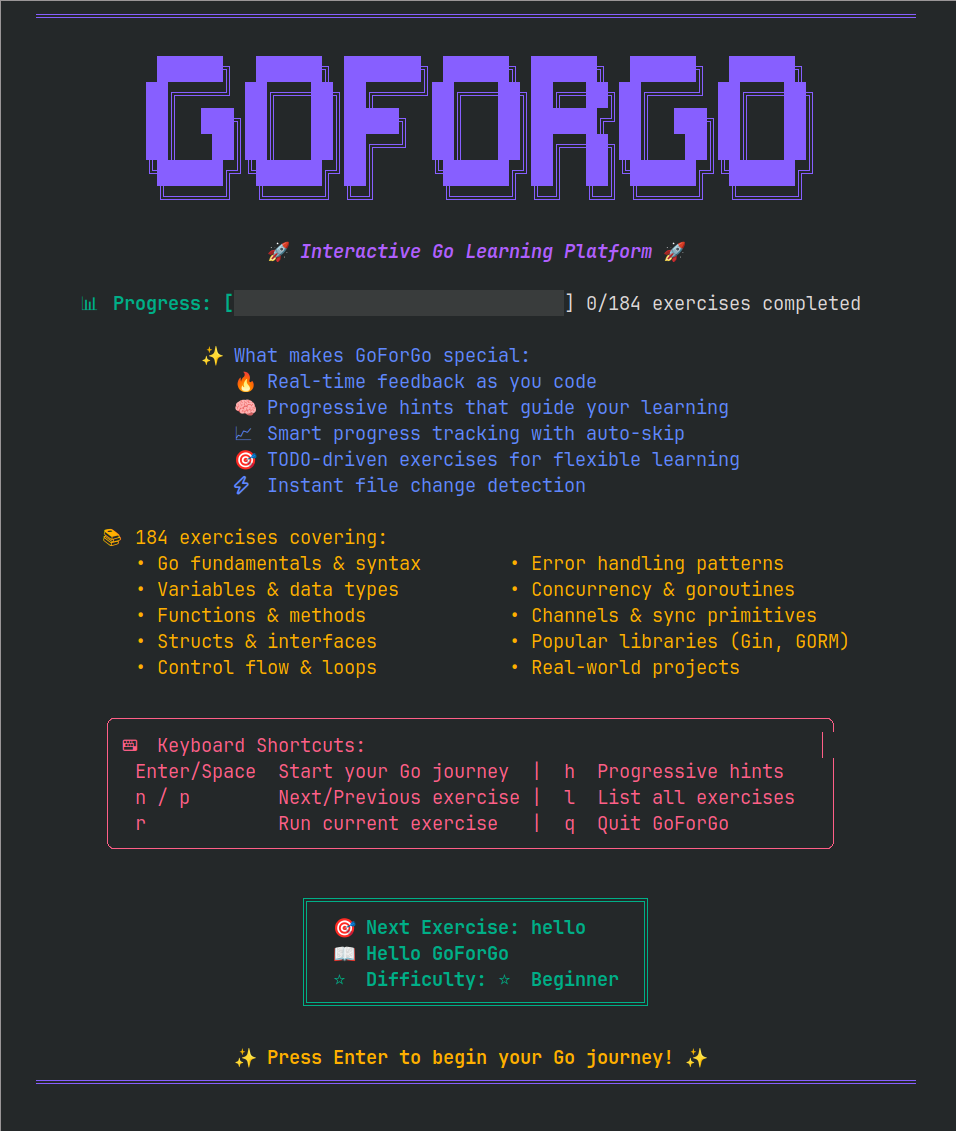 GOFORGO
🚀 Interactive Go Learning Platform 🚀
📊 Progress: [] 0/184 exercises completed
✨ What makes GoForGo special:
🔥 Real-time feedback as you code
🧠 Progressive hints that guide your learning
📈 Smart progress tracking with auto-skip
🎯 TODO-driven exercises for flexible learning
⚡ Instant file change detection
📚 184 exercises covering:
• Go fundamentals & syntax • Error handling patterns
• Variables & data types • Concurrency & goroutines
• Functions & methods • Channels & sync primitives
• Structs & interfaces • Popular libraries (Gin, GORM)
• Control flow & loops • Real-world projects
⌨ Keyboard Shortcuts:
Enter/Space Start your Go journey | h Progressive hints
n / p Next/Previous exercise | l List all exercises
r Run current exercise | q Quit GoForGo
🎯 Next Exercise: hello
📖 Hello GoForGo
⭐ Difficulty: ⭐ Beginner
✨ Press Enter to begin your Go journey! ✨